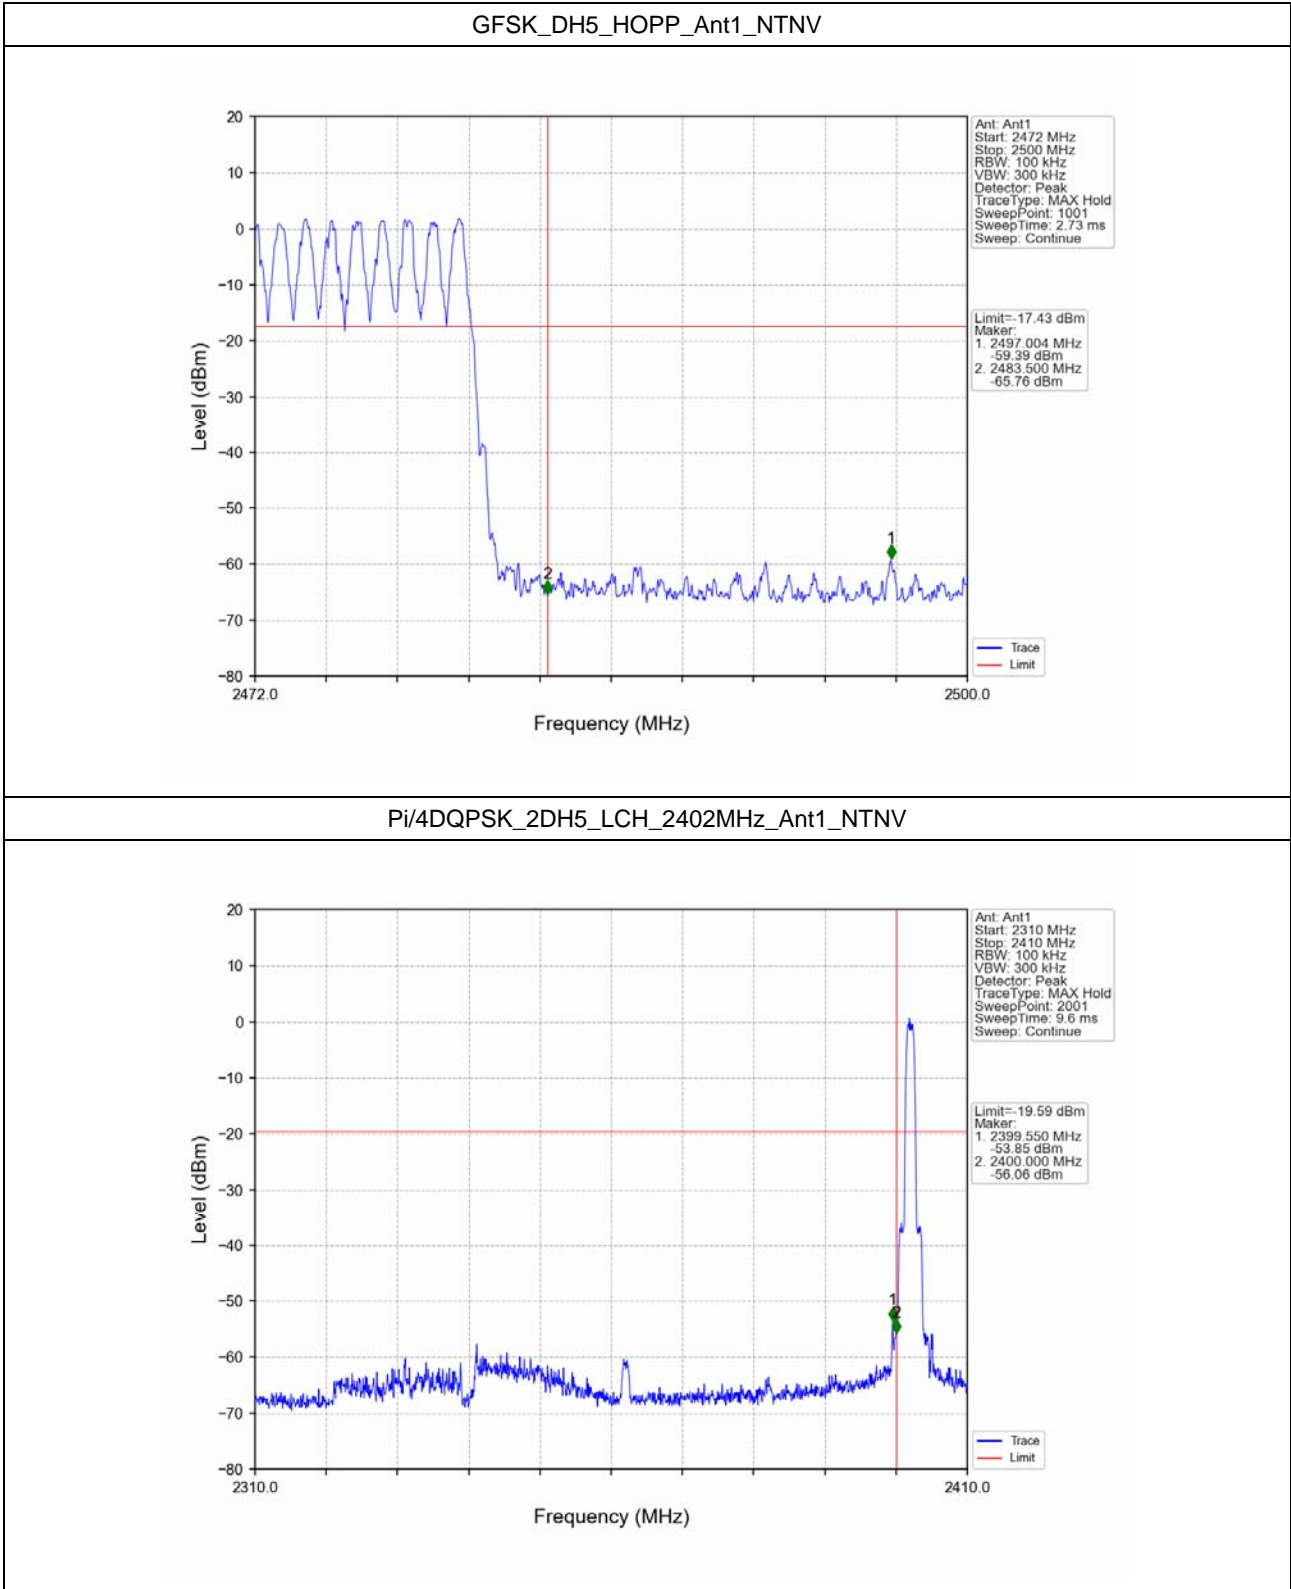 GFSK_DH5_HOPP_Ant1_NTNV
20
10
0
−10
−20
−30
−40
−50
−60
−70
−80
Level (dBm)
2472.0
2500.0
Frequency (MHz)
1
2
Ant: Ant1
Start: 2472 MHz
Stop: 2500 MHz
RBW: 100 kHz
VBW: 300 kHz
Detector: Peak
TraceType: MAX Hold
SweepPoint: 1001
SweepTime: 2.73 ms
Sweep: Continue
Limit=-17.43 dBm
Maker:
1. 2497.004 MHz
-59.39 dBm
2. 2483.500 MHz
-65.76 dBm
Trace
Limit
Pi/4DQPSK_2DH5_LCH_2402MHz_Ant1_NTNV
20
10
0
−10
−20
−30
−40
−50
−60
−70
−80
Level (dBm)
2310.0
2410.0
Frequency (MHz)
1
2
Ant: Ant1
Start: 2310 MHz
Stop: 2410 MHz
RBW: 100 kHz
VBW: 300 kHz
Detector: Peak
TraceType: MAX Hold
SweepPoint: 2001
SweepTime: 9.6 ms
Sweep: Continue
Limit=-19.59 dBm
Maker:
1. 2399.550 MHz
-53.85 dBm
2. 2400.000 MHz
-56.06 dBm
Trace
Limit